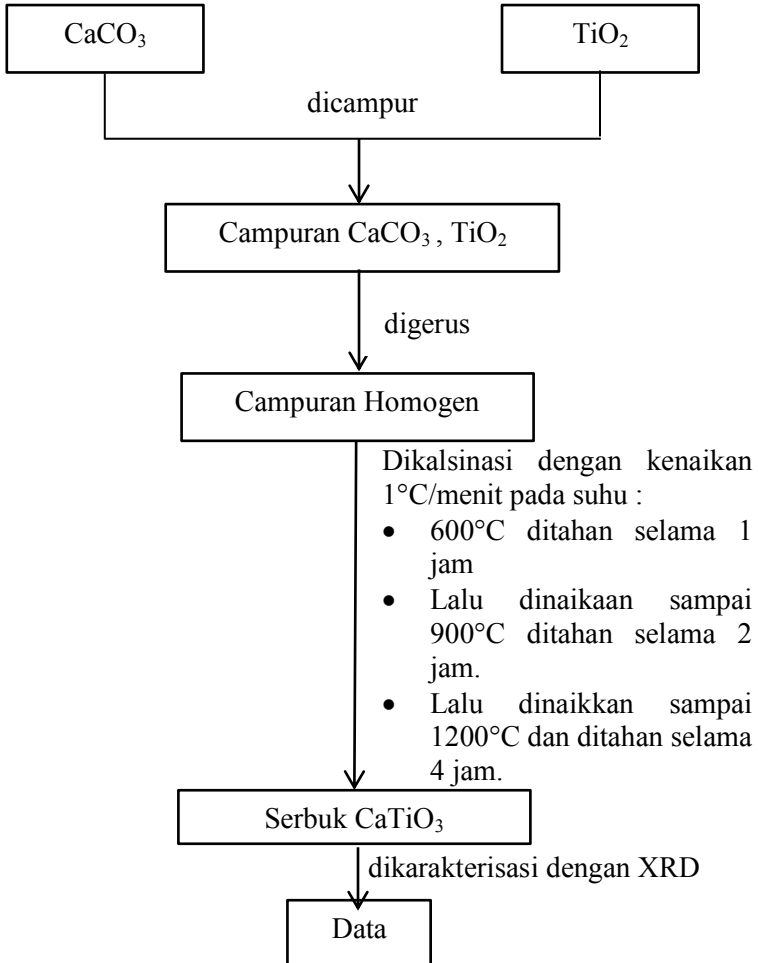 CaCO₃
TiO₂
dicampur
Campuran CaCO₃ , TiO₂
digerus
Campuran Homogen
Dikalsinasi dengan kenaikan
1°C/menit pada suhu :
• 600°C ditahan selama 1
jam
• Lalu dinaikaan sampai
900°C ditahan selama 2
jam.
• Lalu dinaikkan sampai
1200°C dan ditahan selama
4 jam.
Serbuk CaTiO₃
dikarakterisasi dengan XRD
Data